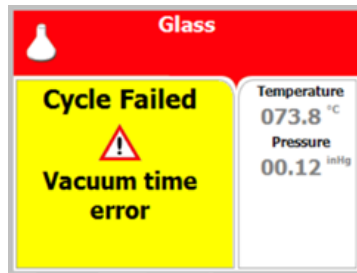 Glass
Cycle Failed
Vacuum time
error
Temperature
073.8 °C
Pressure
00.12 inHg